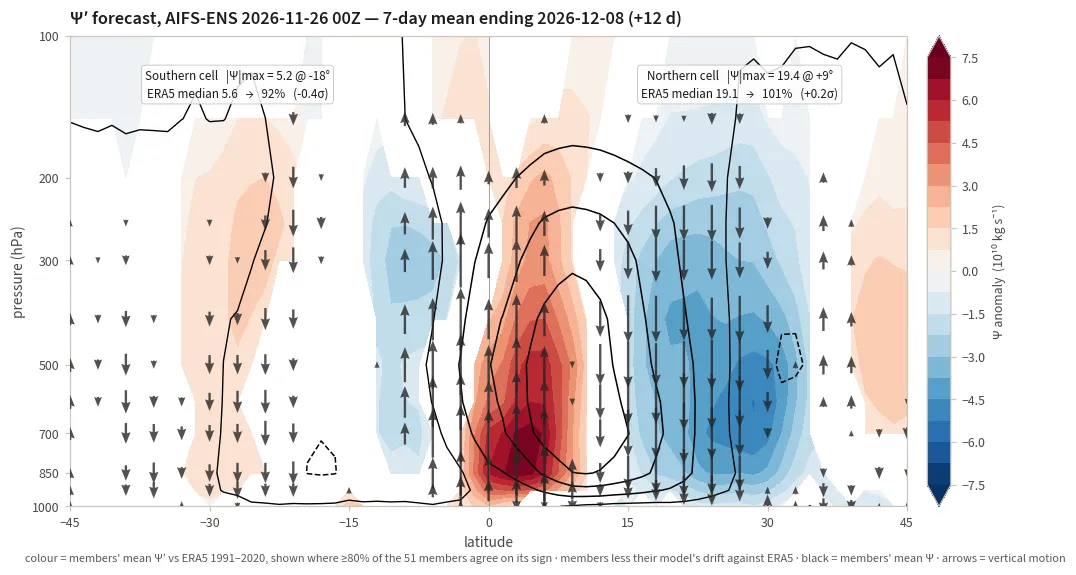 Ψ′ forecast, AIFS-ENS 2026-11-26 00Z — 7-day mean ending 2026-12-08 (+12 d)
Southern cell |Ψ|max = 5.2 @ -18°
ERA5 median 5.6 → 92% (-0.4σ)
Northern cell |Ψ|max = 19.4 @ +9°
ERA5 median 19.1 → 101% (+0.2σ)
pressure (hPa)
100
200
300
500
700
850
1000
−45
−30
−15
0
15
30
45
latitude
7.5
6.0
4.5
3.0
1.5
0.0
−1.5
−3.0
−4.5
−6.0
−7.5
Ψ anomaly (10¹⁰ kg s⁻¹)
colour = members' mean Ψ′ vs ERA5 1991–2020, shown where ≥80% of the 51 members agree on its sign · members less their model's drift against ERA5 · black = members' mean Ψ · arrows = vertical motion